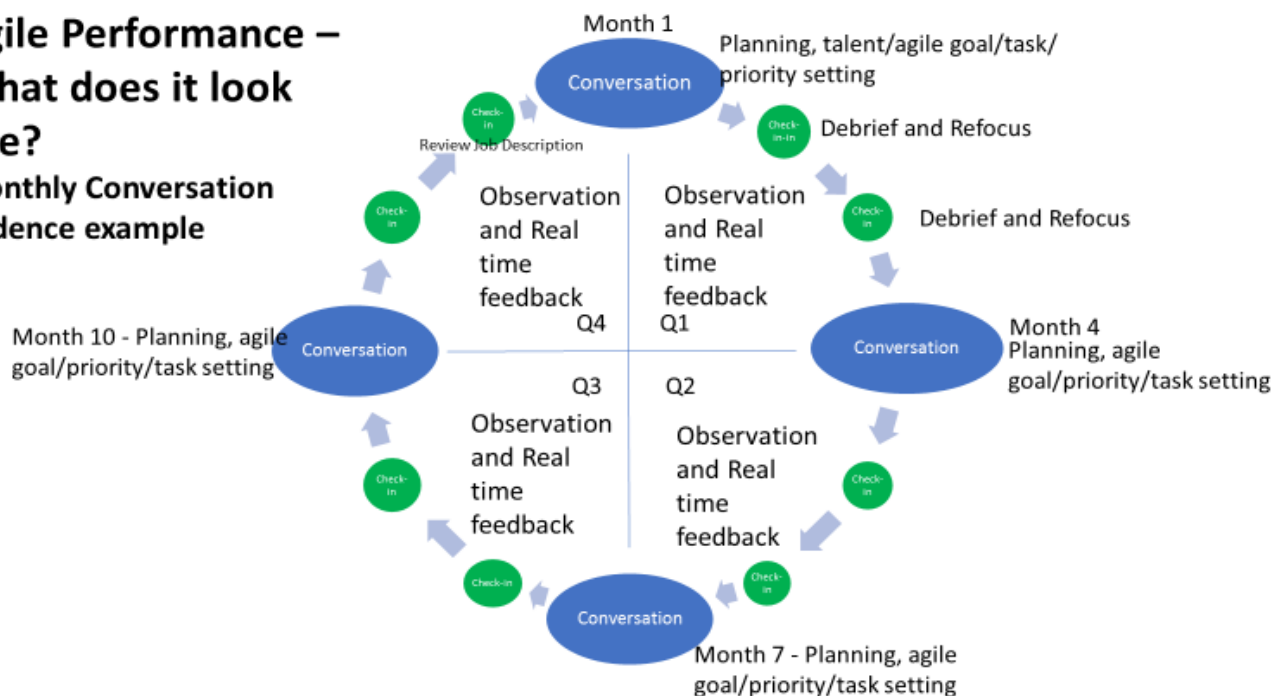 gile Performance –
hat does it look
e?
onthly Conversation
dence example
Month 1
Conversation
Planning, talent/agile goal/task/
priority setting
Check-
in-in
Debrief and Refocus
Check-
in
Debrief and Refocus
Conversation
Month 4
Planning, agile
goal/priority/task setting
Check-
in
Check-
in
Conversation
Month 7 - Planning, agile
goal/priority/task setting
Check-in
Check-
in
Conversation
Month 10 - Planning, agile
goal/priority/task setting
Check-
in
Check-
in
Review Job Description
Observation
and Real
time
feedback
Q4
Observation
and Real
time
feedback
Q1
Q3
Observation
and Real
time
feedback
Q2
Observation
and Real
time
feedback